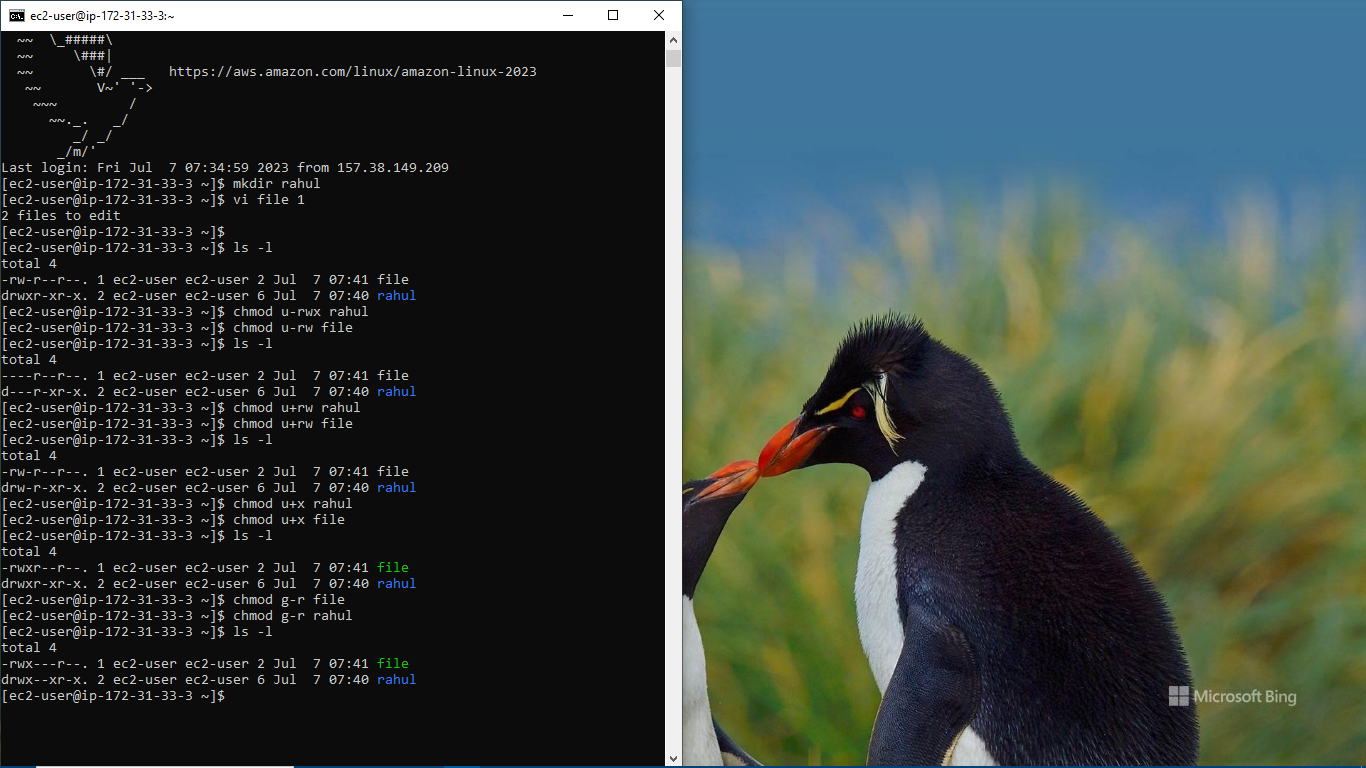 ec2-user@ip-172-31-33-3:~
~~  \_#####\
~~     \###|
~~       \#/ ___   https://aws.amazon.com/linux/amazon-linux-2023
~~       V~' '->
~~~         /
~~._.   _/
_/ _/
_/m/'
Last login: Fri Jul  7 07:34:59 2023 from 157.38.149.209
[ec2-user@ip-172-31-33-3 ~]$ mkdir rahul
[ec2-user@ip-172-31-33-3 ~]$ vi file 1
2 files to edit
[ec2-user@ip-172-31-33-3 ~]$
[ec2-user@ip-172-31-33-3 ~]$ ls -l
total 4
-rw-r--r--. 1 ec2-user ec2-user 2 Jul  7 07:41 file
drwxr-xr-x. 2 ec2-user ec2-user 6 Jul  7 07:40 rahul
[ec2-user@ip-172-31-33-3 ~]$ chmod u-rwx rahul
[ec2-user@ip-172-31-33-3 ~]$ chmod u-rw file
[ec2-user@ip-172-31-33-3 ~]$ ls -l
total 4
----r--r--. 1 ec2-user ec2-user 2 Jul  7 07:41 file
d---r-xr-x. 2 ec2-user ec2-user 6 Jul  7 07:40 rahul
[ec2-user@ip-172-31-33-3 ~]$ chmod u+rw rahul
[ec2-user@ip-172-31-33-3 ~]$ chmod u+rw file
[ec2-user@ip-172-31-33-3 ~]$ ls -l
total 4
-rw-r--r--. 1 ec2-user ec2-user 2 Jul  7 07:41 file
drw-r-xr-x. 2 ec2-user ec2-user 6 Jul  7 07:40 rahul
[ec2-user@ip-172-31-33-3 ~]$ chmod u+x rahul
[ec2-user@ip-172-31-33-3 ~]$ chmod u+x file
[ec2-user@ip-172-31-33-3 ~]$ ls -l
total 4
-rwxr--r--. 1 ec2-user ec2-user 2 Jul  7 07:41 file
drwxr-xr-x. 2 ec2-user ec2-user 6 Jul  7 07:40 rahul
[ec2-user@ip-172-31-33-3 ~]$ chmod g-r file
[ec2-user@ip-172-31-33-3 ~]$ chmod g-r rahul
[ec2-user@ip-172-31-33-3 ~]$ ls -l
total 4
-rwx---r--. 1 ec2-user ec2-user 2 Jul  7 07:41 file
drwx--xr-x. 2 ec2-user ec2-user 6 Jul  7 07:40 rahul
[ec2-user@ip-172-31-33-3 ~]$
Microsoft Bing